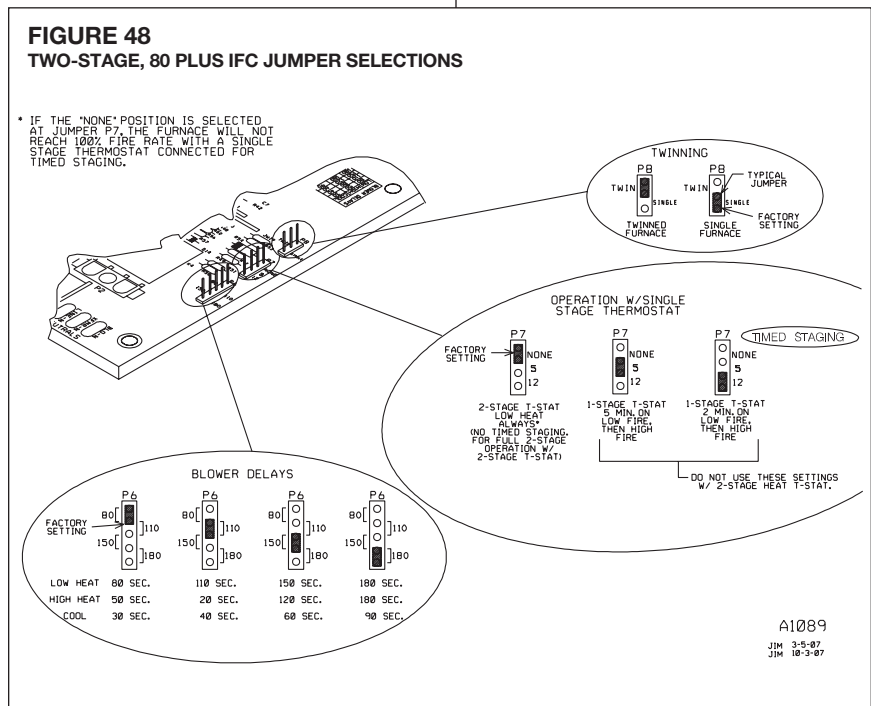 FIGURE 48
TWO-STAGE, 80 PLUS IFC JUMPER SELECTIONS
* IF THE "NONE" POSITION IS SELECTED
AT JUMPER P7, THE FURNACE WILL NOT
REACH 100% FIRE RATE WITH A SINGLE
STAGE THERMOSTAT CONNECTED FOR
TIMED STAGING.
TWINNING
P8 P8
TWIN SINGLE TWIN SINGLE
TYPICAL
JUMPER
FACTORY
SETTING
TWINNED
FURNACE
SINGLE
FURNACE
P2
UTRALS
OPERATION W/SINGLE
STAGE THERMOSTAT
P7 P7 P7
TIMED STAGING
FACTORY
SETTING
NONE NONE NONE
5 5 5
12 12 12
2-STAGE T-STAT
LOW HEAT
ALWAYS*
(NO TIMED STAGING.
FOR FULL 2-STAGE
OPERATION W/
2-STAGE T-STAT)
1-STAGE T-STAT
5 MIN. ON
LOW FIRE,
THEN HIGH
FIRE
1-STAGE T-STAT
2 MIN. ON
LOW FIRE,
THEN HIGH
FIRE
DO NOT USE THESE SETTINGS
W/ 2-STAGE HEAT T-STAT.
BLOWER DELAYS
P6 P6 P6 P6
80 80 80 80
FACTORY
SETTING
110 110 110 110
150 150 150 150
180 180 180 180
LOW HEAT 80 SEC. 110 SEC. 150 SEC. 180 SEC.
HIGH HEAT 50 SEC. 20 SEC. 120 SEC. 180 SEC.
COOL 30 SEC. 40 SEC. 60 SEC. 90 SEC.
A1089
JIM 3-5-07
JIM 10-3-07